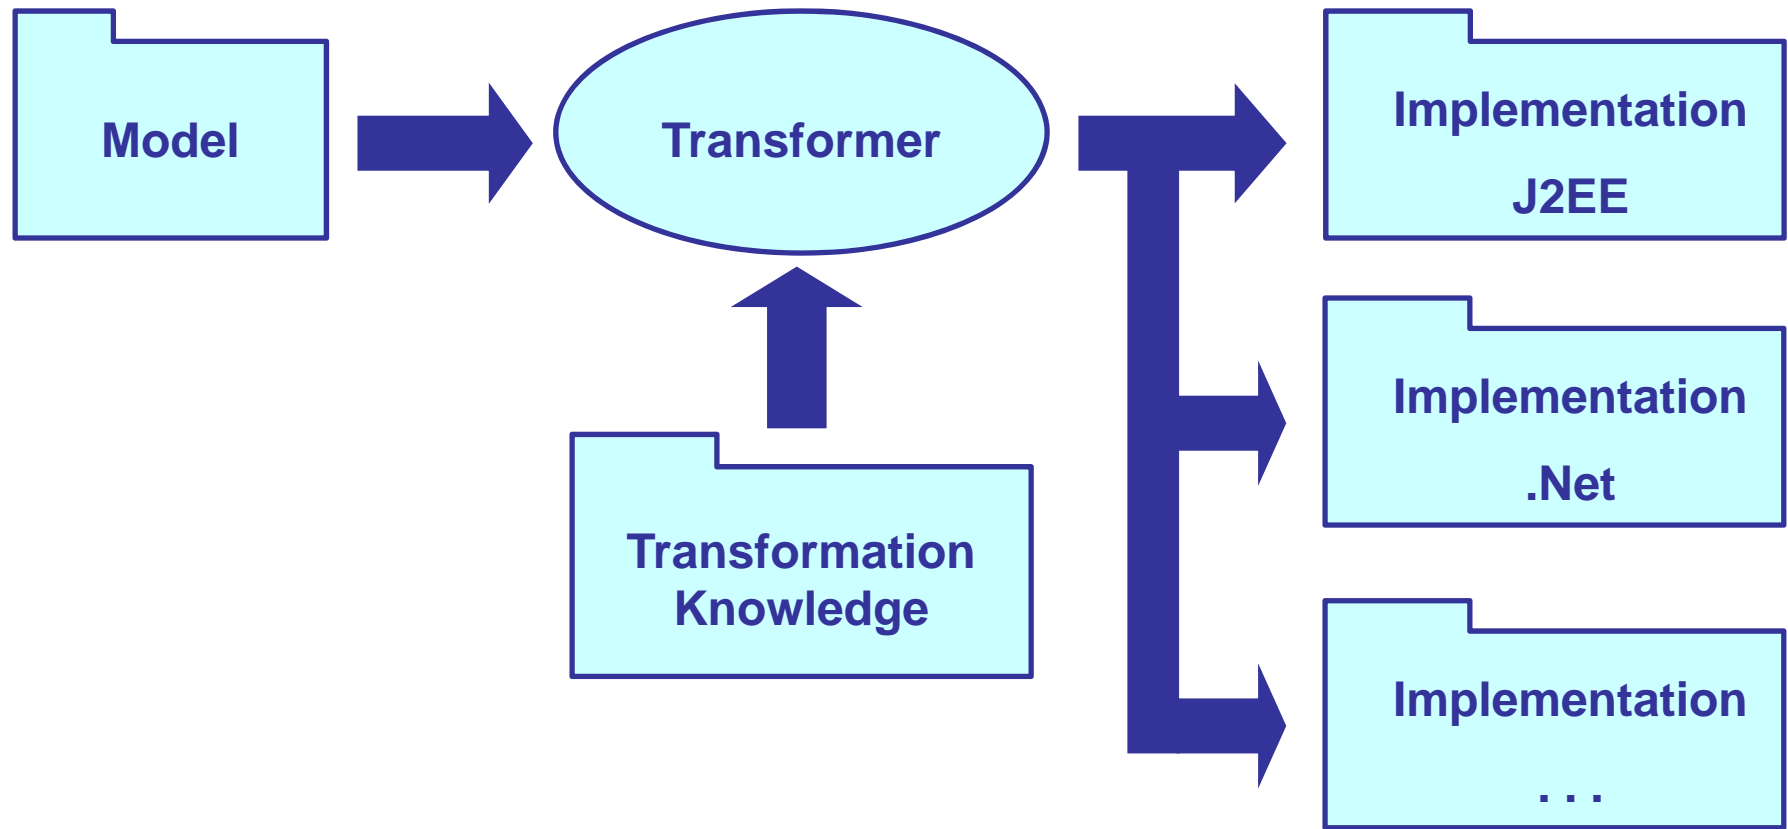 Model
Transformer
Transformation
Knowledge
Implementation
J2EE
Implementation
.Net
Implementation
. . .